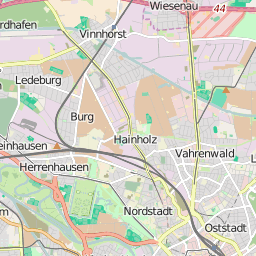 Wiesenau
44
rdhafen
Vinnhorst
Ledeburg
Burg
Hainholz
einhausen
Vahrenwald
L
Herrenhausen
Nordstadt
m
Oststadt